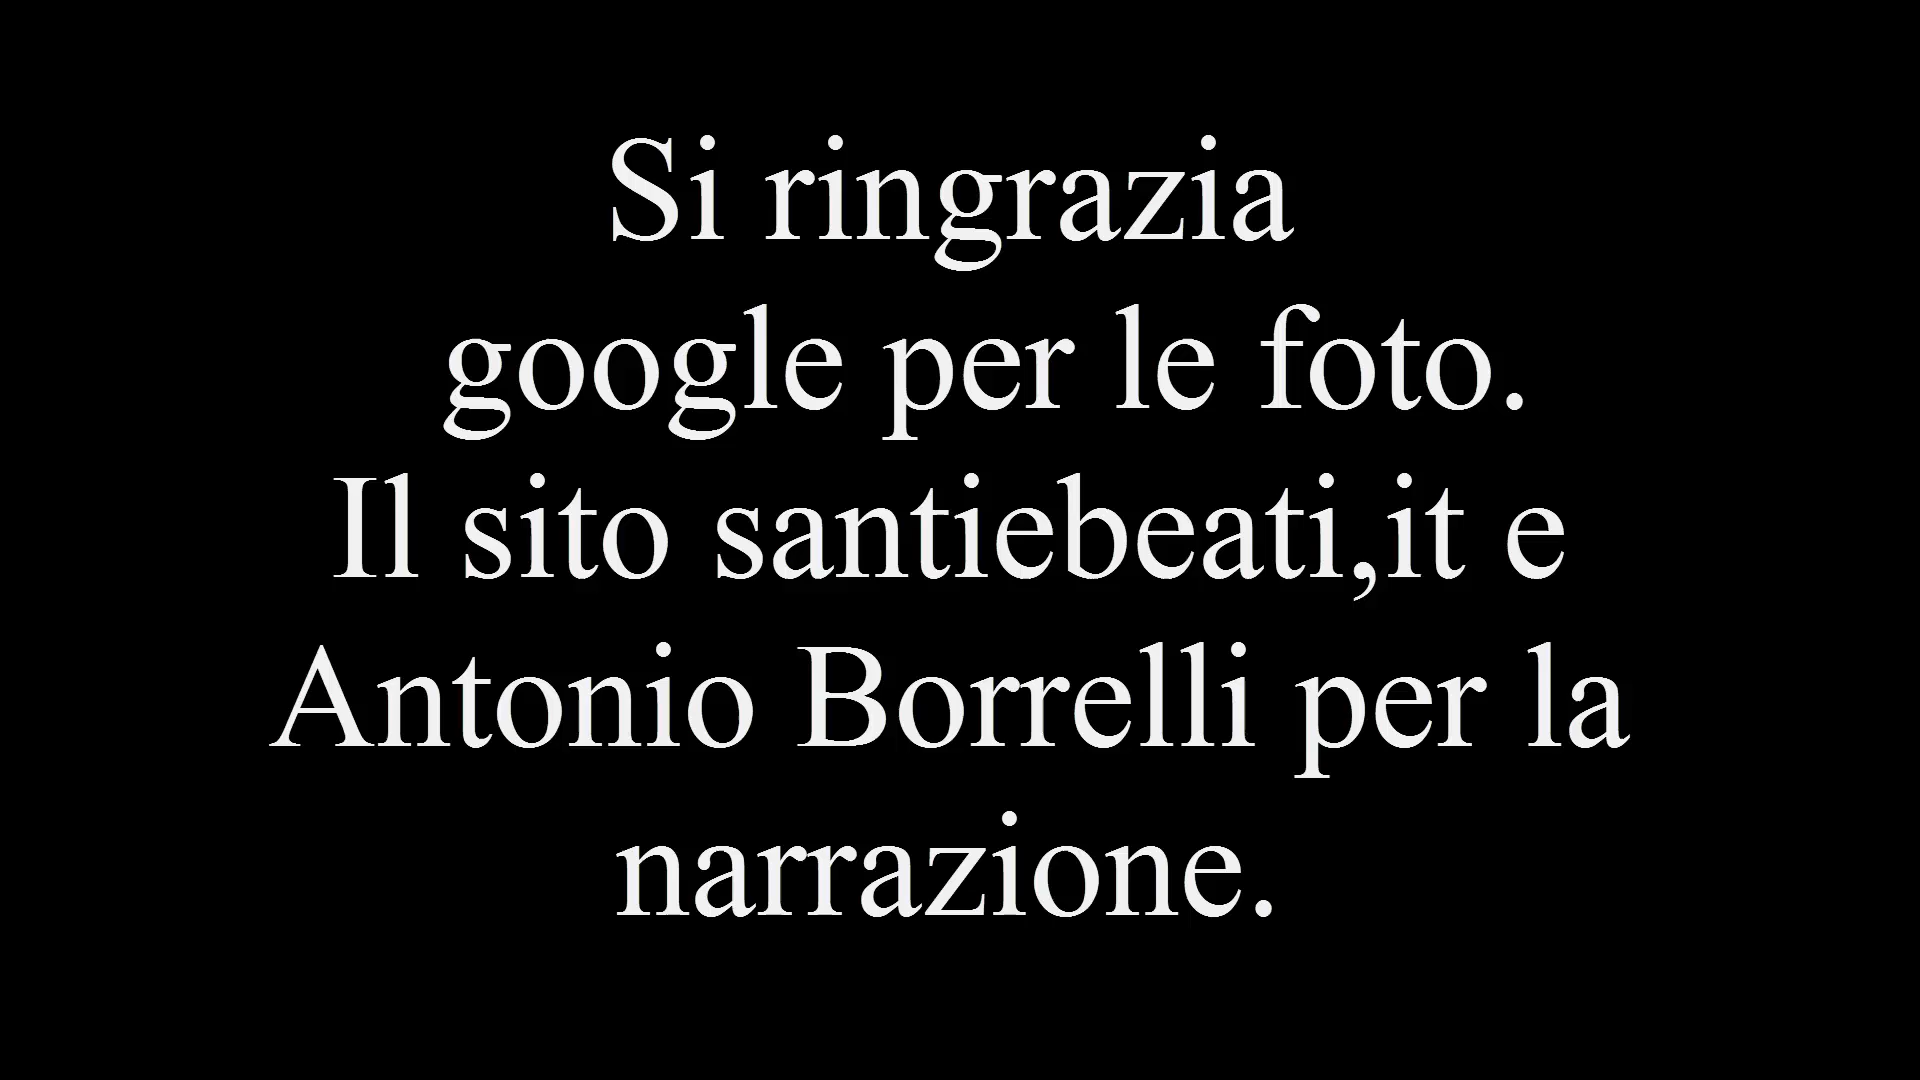 Si ringrazia
google per le foto.
Il sito santiebeati,it e
Antonio Borrelli per la
narrazione.